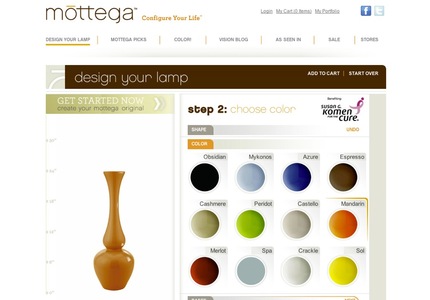 mōttega™ Configure Your Life™
Login My Cart (0 items) My Portfolio
DESIGN YOUR LAMP MOTTEGA PICKS COLOR! VISION BLOG AS SEEN IN SALE STORES
design your lamp ADD TO CART START OVER
GET STARTED NOW
create your mottega original
step 2: choose color
Benefiting
susan G.
komen
FOR THE
cure.
SHAPE UNDO
COLOR
Obsidian Mykonos Azure Espresso
Cashmere Peridot Castello Mandarin
Merlot Spa Crackle Sol